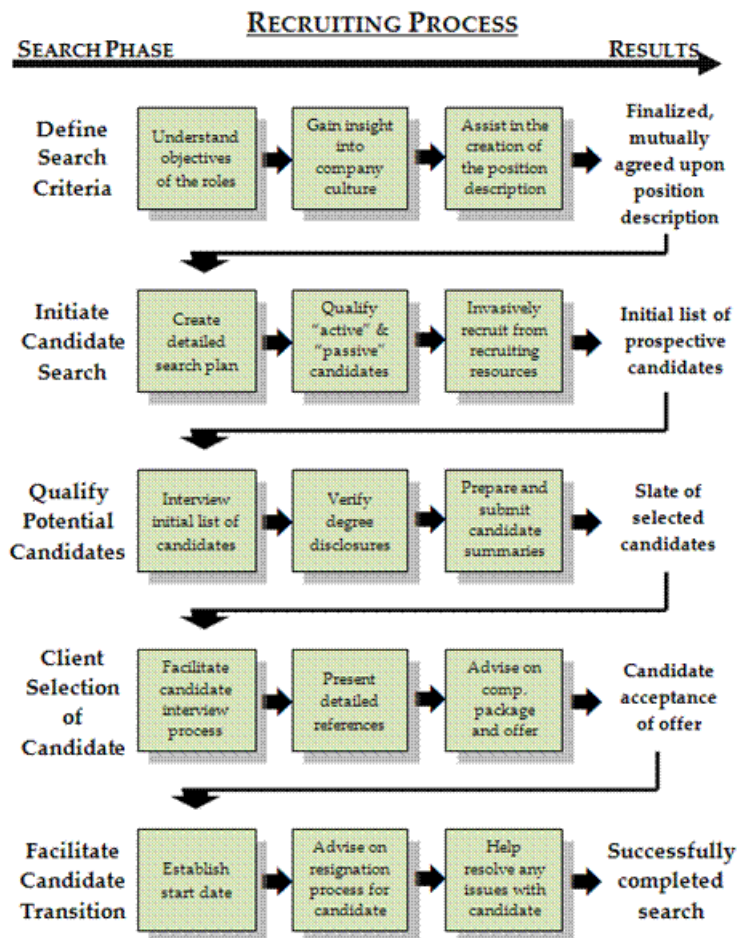 RECRUITING PROCESS
SEARCH PHASE
RESULTS
Define
Search
Criteria
Understand
objectives
of the roles
Gain insight
into
company
culture
Assist in the
creation of
the position
description
Finalized,
mutually
agreed upon
position
description
Initiate
Candidate
Search
Create
detailed
search plan
Qualify
“active” &
“passive”
candidates
Invasively
recruit from
recruiting
resources
Initial list of
prospective
candidates
Qualify
Potential
Candidates
Interview
initial list of
candidates
Verify
degree
disclosures
Prepare and
submit
candidate
summaries
Slate of
selected
candidates
Client
Selection
of
Candidate
Facilitate
candidate
interview
process
Present
detailed
references
Advise on
comp.
package
and offer
Candidate
acceptance
of offer
Facilitate
Candidate
Transition
Establish
start date
Advise on
resignation
process for
candidate
Help
resolve any
issues with
candidate
Successfully
completed
search